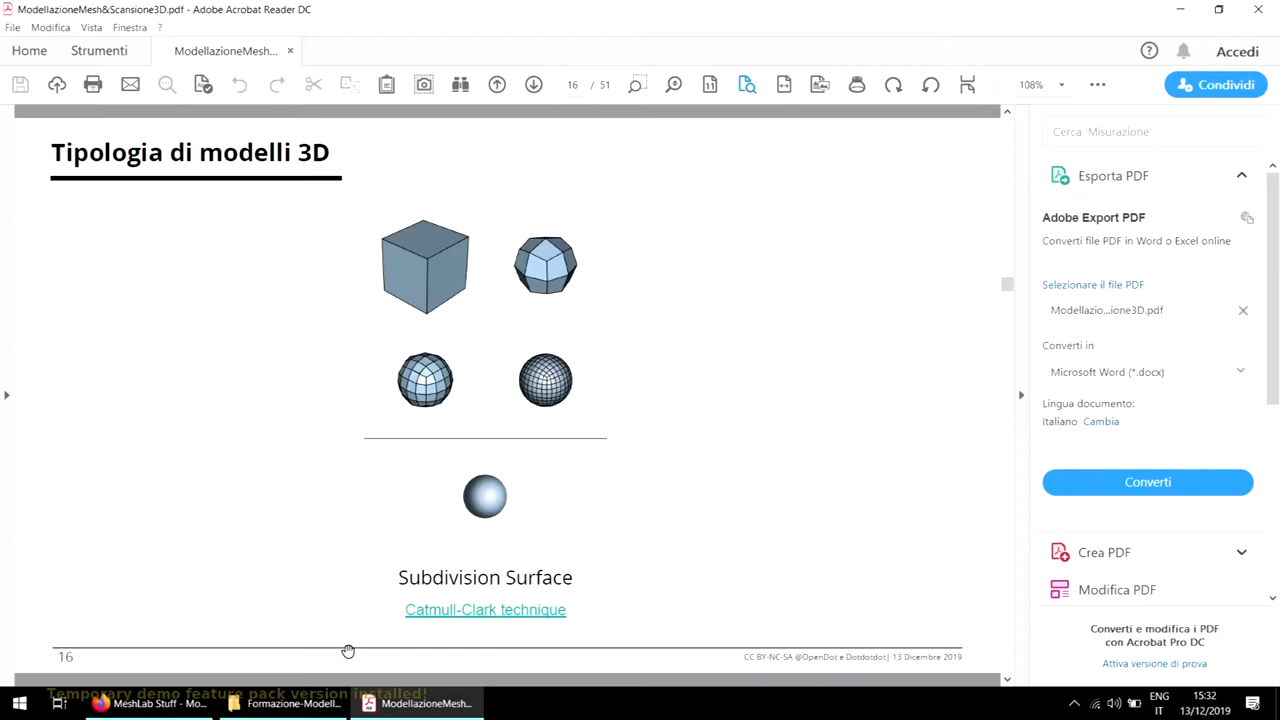 ModellazioneMesh&Scansione3D.pdf - Adobe Acrobat Reader DC
File Modifica Vista Finestra ?
Home Strumenti ModellazioneMesh... × Accedi
16 / 51 108% Condividi
Tipologia di modelli 3D
Subdivision Surface
Catmull-Clark technique
16
CC BY-NC-SA @OpenDot e Dotdotdot| 13 Dicembre 2019
Cerca 'Misurazione'
Esporta PDF
Adobe Export PDF
Converti file PDF in Word o Excel online
Selezionare il file PDF
Modellazio...ione3D.pdf
Converti in
Microsoft Word (*.docx)
Lingua documento:
Italiano Cambia
Converti
Crea PDF
Modifica PDF
Converti e modifica i PDF
con Acrobat Pro DC
Attiva versione di prova
Temporary demo feature pack version installed!
MeshLab Stuff - Mo...
Formazione-Modell...
ModellazioneMesh...
ENG
IT
15:32
13/12/2019